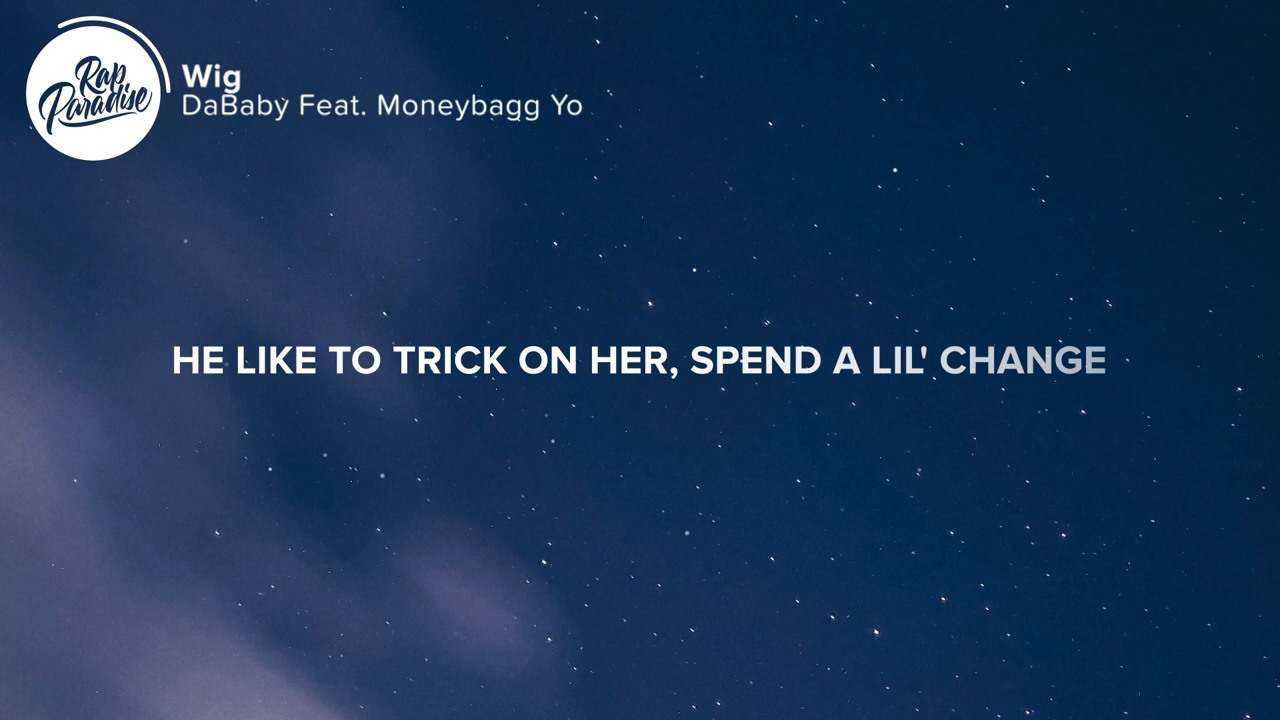 Rap
Paradise
Wig
DaBaby Feat. Moneybagg Yo
HE LIKE TO TRICK ON HER, SPEND A LIL' CHANGE